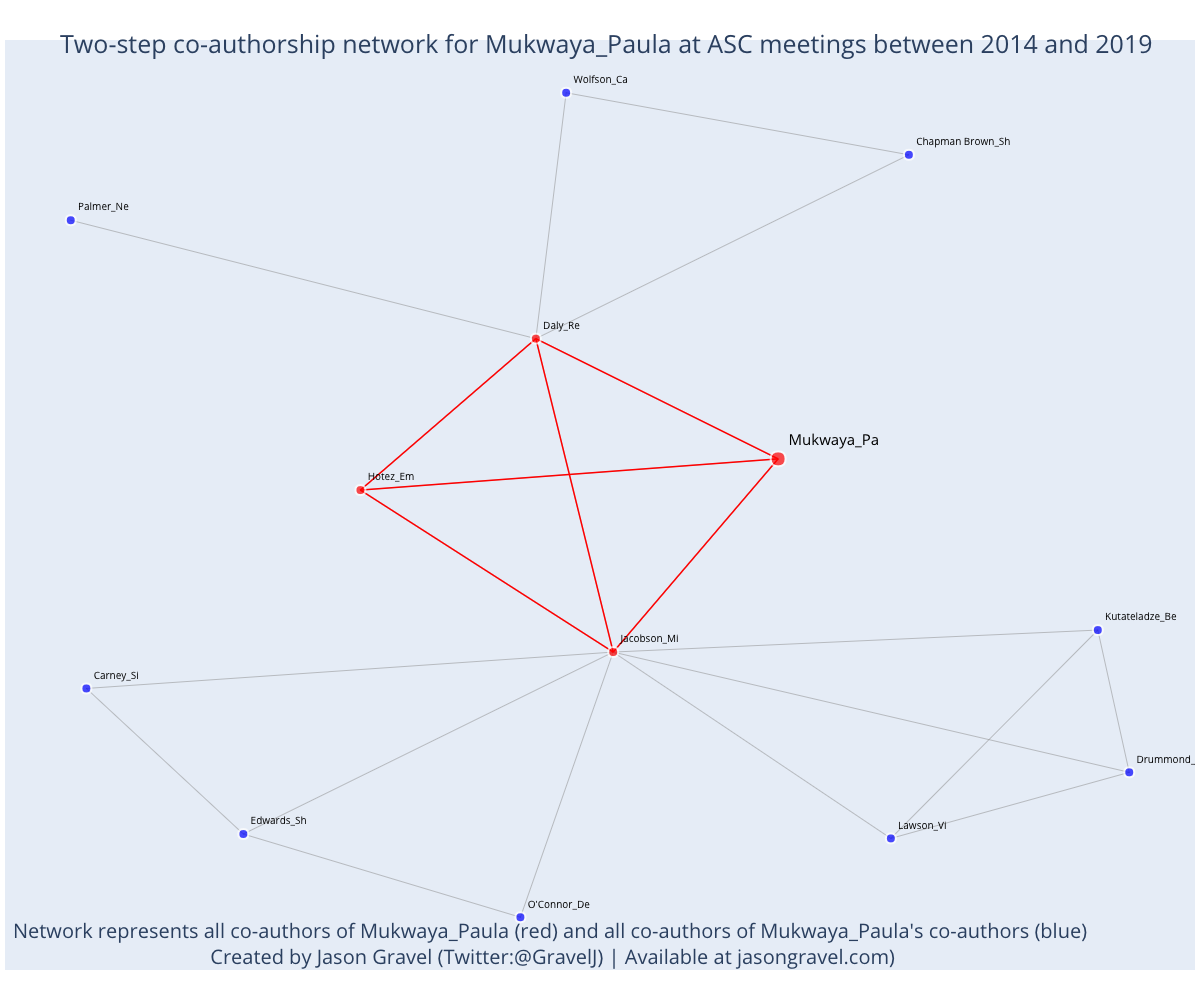 Two-step co-authorship network for Mukwaya_Paula at ASC meetings between 2014 and 2019
Wolfson_Ca
Chapman Brown_Sh
Palmer_Ne
Daly_Re
Mukwaya_Pa
Hotez_Em
Kutateladze_Be
Jacobson_Mi
Carney_Si
Drummond_
Edwards_Sh
Lawson_Vi
O'Connor_De
Network represents all co-authors of Mukwaya_Paula (red) and all co-authors of Mukwaya_Paula's co-authors (blue)
Created by Jason Gravel (Twitter:@GravelJ) | Available at jasongravel.com)